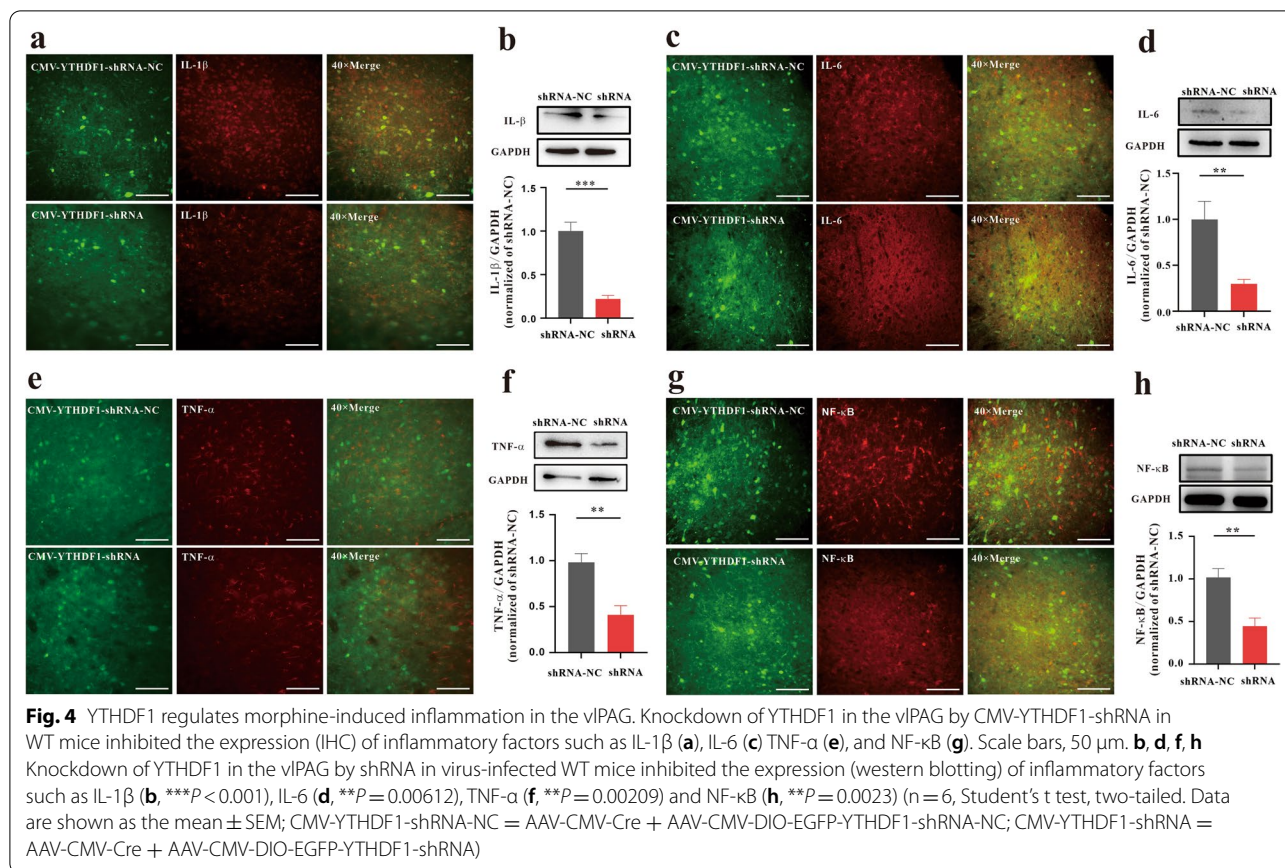 a
CMV-YTHDF1-shRNA-NC IL-1β 40×Merge
CMV-YTHDF1-shRNA IL-1β 40×Merge
b
shRNA-NC shRNA
IL-β
GAPDH
IL-1β/GAPDH
(normalized of shRNA-NC)
1.5
1.0
0.5
0.0
***
shRNA-NC shRNA
c
CMV-YTHDF1-shRNA-NC IL-6 40×Merge
CMV-YTHDF1-shRNA IL-6 40×Merge
d
shRNA-NC shRNA
IL-6
GAPDH
IL-6/GAPDH
(normalized of shRNA-NC)
1.5
1.0
0.5
0.0
**
shRNA-NC shRNA
e
CMV-YTHDF1-shRNA-NC TNF-α 40×Merge
CMV-YTHDF1-shRNA TNF-α 40×Merge
f
shRNA-NC shRNA
TNF-α
GAPDH
TNF-α/GAPDH
(normalized of shRNA-NC)
1.5
1.0
0.5
0.0
**
shRNA-NC shRNA
g
CMV-YTHDF1-shRNA-NC NF-κB 40×Merge
CMV-YTHDF1-shRNA NF-κB 40×Merge
h
shRNA-NC shRNA
NF-κB
GAPDH
NF-κB/GAPDH
(normalized of shRNA-NC)
1.5
1.0
0.5
0.0
**
shRNA-NC shRNA
Fig. 4 YTHDF1 regulates morphine-induced inflammation in the vlPAG. Knockdown of YTHDF1 in the vlPAG by CMV-YTHDF1-shRNA in
WT mice inhibited the expression (IHC) of inflammatory factors such as IL-1β (a), IL-6 (c) TNF-α (e), and NF-κB (g). Scale bars, 50 μm. b, d, f, h
Knockdown of YTHDF1 in the vlPAG by shRNA in virus-infected WT mice inhibited the expression (western blotting) of inflammatory factors
such as IL-1β (b, ***P < 0.001), IL-6 (d, **P = 0.00612), TNF-α (f, **P = 0.00209) and NF-κB (h, **P = 0.0023) (n = 6, Student's t test, two-tailed. Data
are shown as the mean ± SEM; CMV-YTHDF1-shRNA-NC = AAV-CMV-Cre + AAV-CMV-DIO-EGFP-YTHDF1-shRNA-NC; CMV-YTHDF1-shRNA =
AAV-CMV-Cre + AAV-CMV-DIO-EGFP-YTHDF1-shRNA)